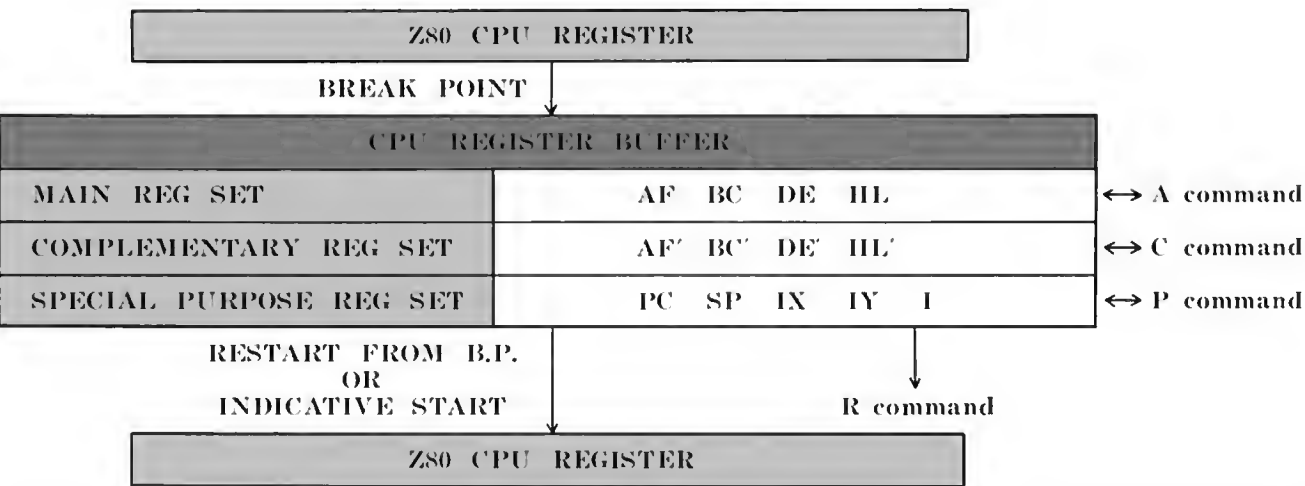 Z80 CPU REGISTER
BREAK POINT
CPU REGISTER BUFFER
MAIN REG SET AF BC DE HL ↔ A command
COMPLEMENTARY REG SET AF′ BC′ DE′ HL′ ↔ C command
SPECIAL PURPOSE REG SET PC SP IX IY I ↔ P command
RESTART FROM B.P.
OR
INDICATIVE START
R command
Z80 CPU REGISTER